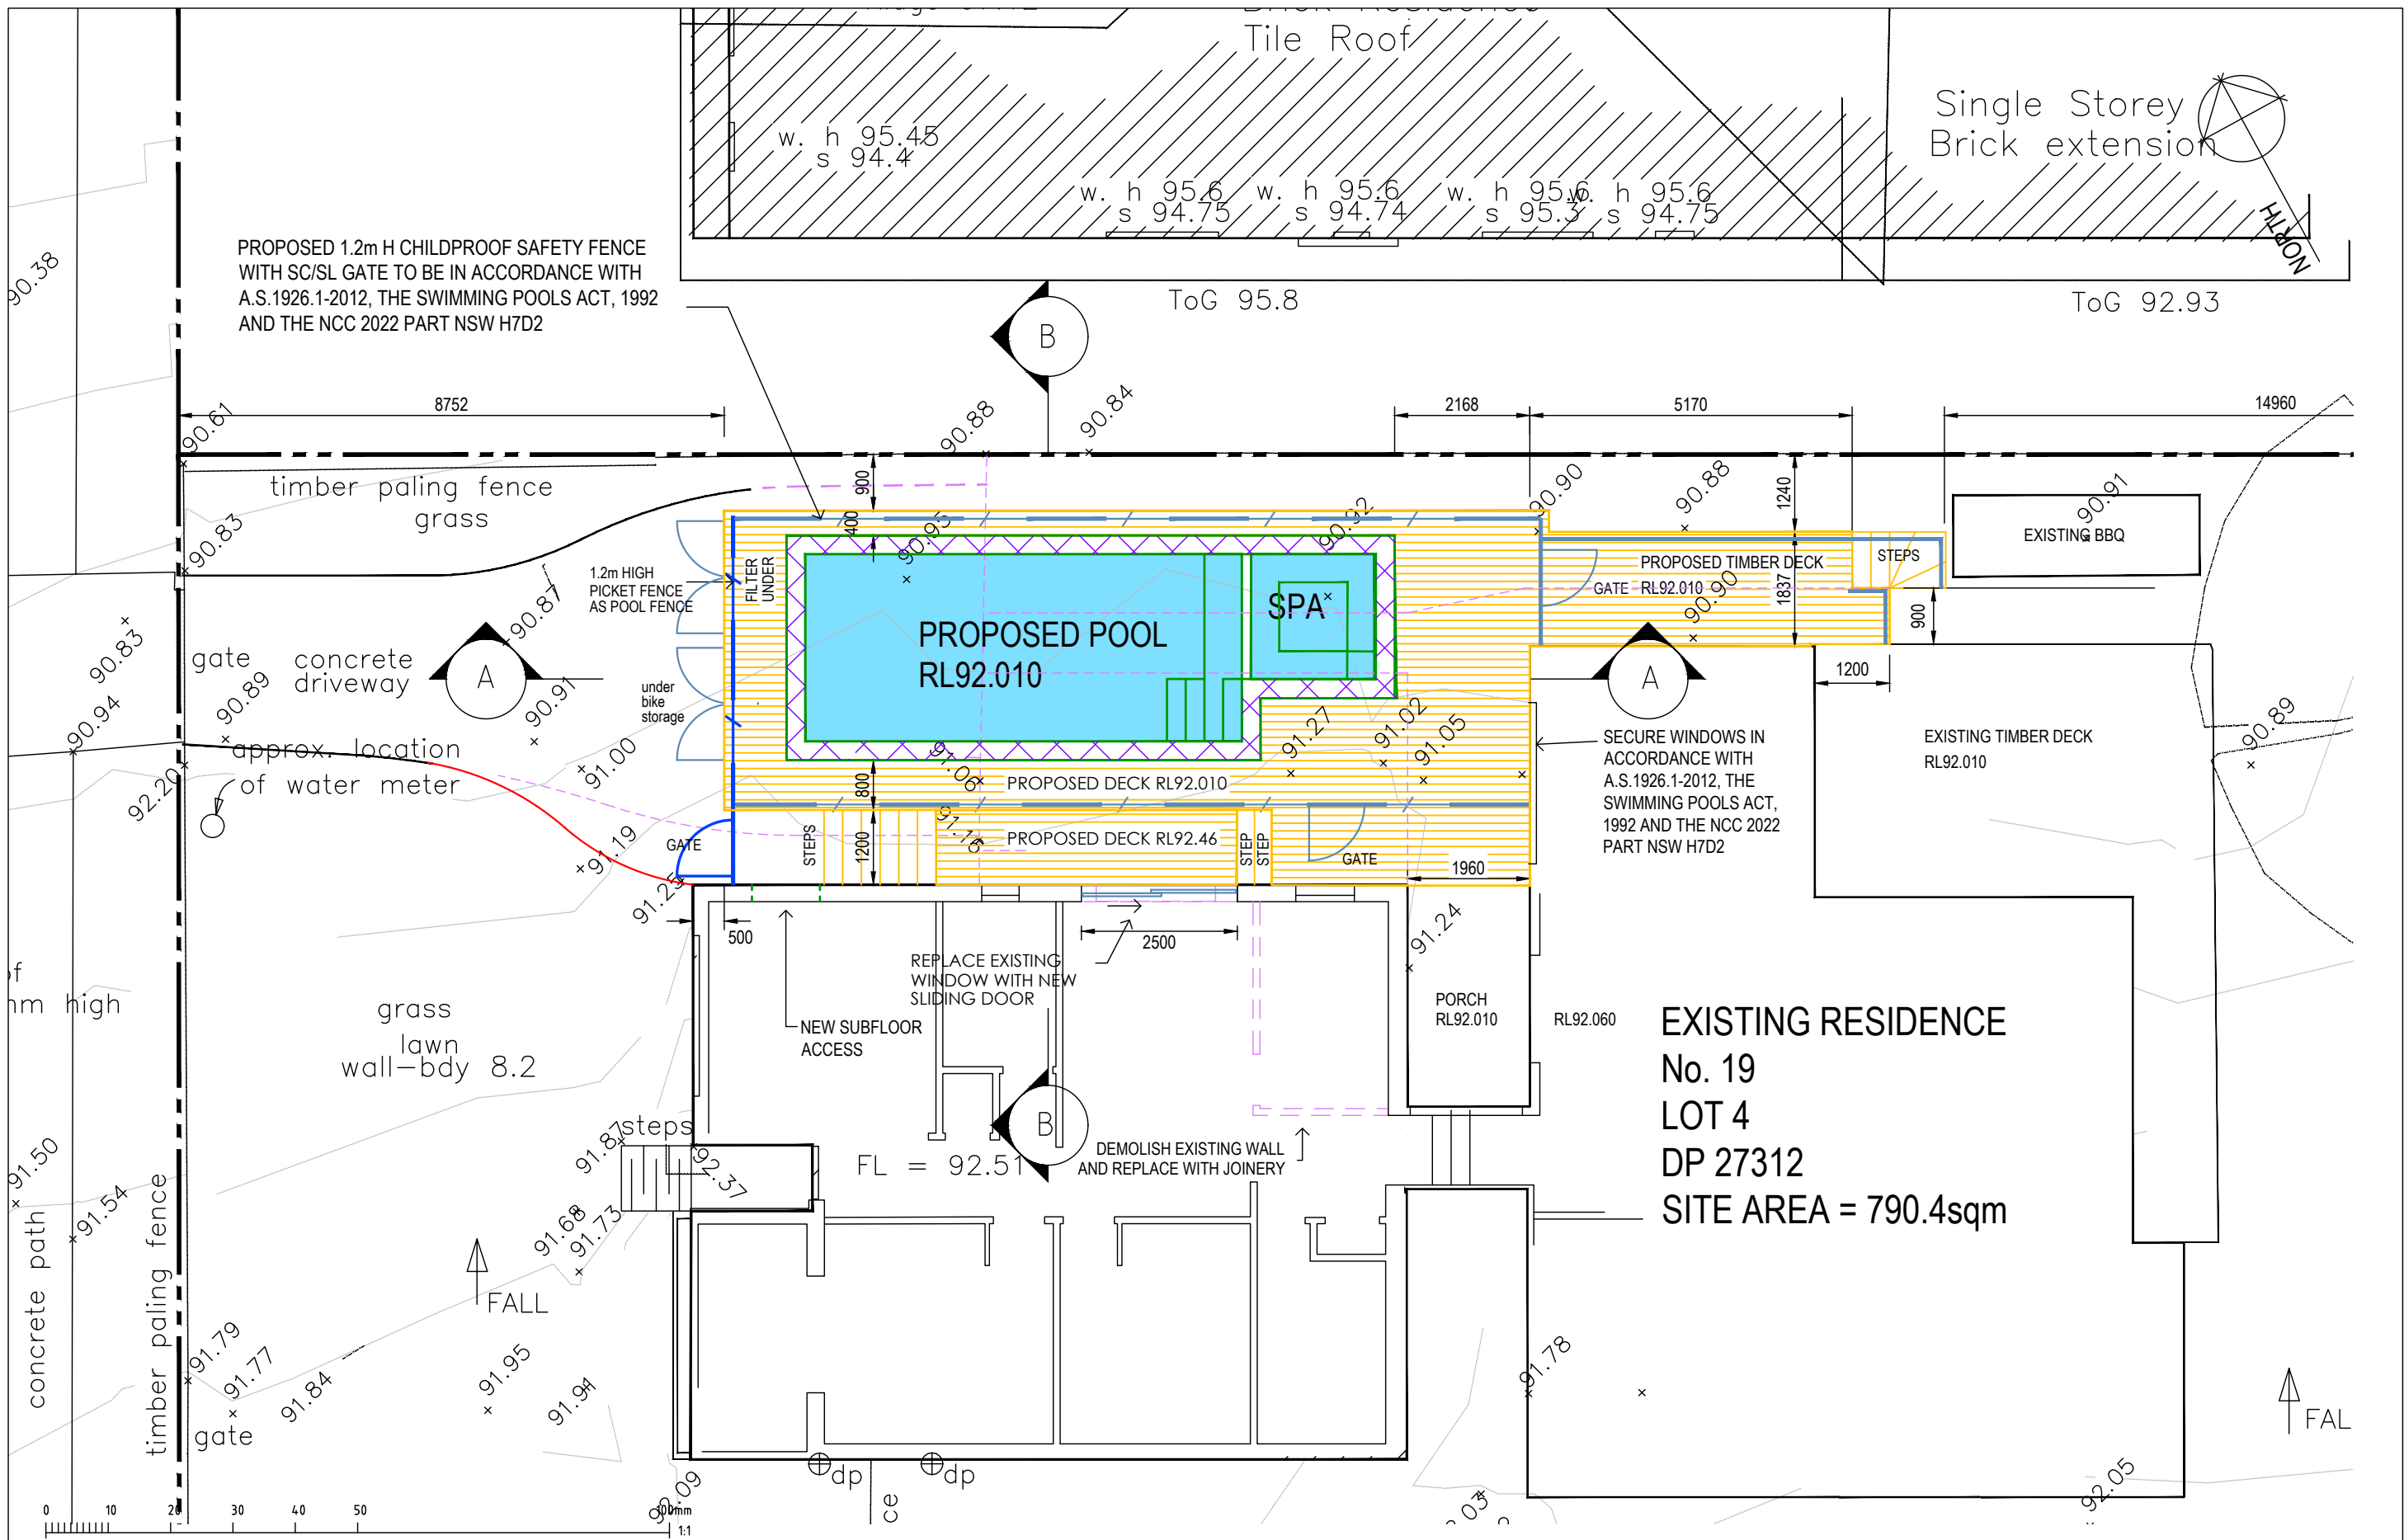 Tile Roof
Single Storey
Brick extension
NORTH
w. h 95.45
s 94.4
w. h 95.6
s 94.75
w. h 95.6
s 94.74
w. h 95.6
s 95.3
w. h 95.6
s 94.75
ToG 95.8
ToG 92.93
PROPOSED 1.2m H CHILDPROOF SAFETY FENCE
WITH SC/SL GATE TO BE IN ACCORDANCE WITH
A.S.1926.1-2012, THE SWIMMING POOLS ACT, 1992
AND THE NCC 2022 PART NSW H7D2
90.38
B
8752
2168
5170
14960
90.61
90.88
90.84
timber paling fence
grass
900
400
90.95
90.92
90.90
90.88
1240
90.91
EXISTING BBQ
90.83
1.2m HIGH
PICKET FENCE
AS POOL FENCE
FILTER
UNDER
PROPOSED TIMBER DECK
GATE RL92.010
STEPS
1837
90.90
900
90.87
SPA
PROPOSED POOL
RL92.010
90.83
gate
concrete
driveway
A
90.89
90.91
under
bike
storage
A
1200
90.94
approx. location
of water meter
91.00
92.20
91.06
91.27
91.02
91.05
800
PROPOSED DECK RL92.010
SECURE WINDOWS IN
ACCORDANCE WITH
A.S.1926.1-2012, THE
SWIMMING POOLS ACT,
1992 AND THE NCC 2022
PART NSW H7D2
EXISTING TIMBER DECK
RL92.010
90.89
91.19
GATE
STEPS
1200
PROPOSED DECK RL92.46
STEP
STEP
GATE
1960
91.25
500
2500
91.24
REPLACE EXISTING
WINDOW WITH NEW
SLIDING DOOR
NEW SUBFLOOR
ACCESS
high
grass
lawn
wall-bdy 8.2
PORCH
RL92.010
RL92.060
EXISTING RESIDENCE
No. 19
LOT 4
DP 27312
SITE AREA = 790.4sqm
steps
91.87
92.37
FL = 92.51
B
DEMOLISH EXISTING WALL
AND REPLACE WITH JOINERY
91.50
91.54
91.68
91.73
concrete path
timber paling fence
FALL
91.79
91.77
91.84
91.95
91.91
91.78
gate
FAL
dp
dp
ce
92.09
92.05
0 10 20 30 40 50 100mm
1:1